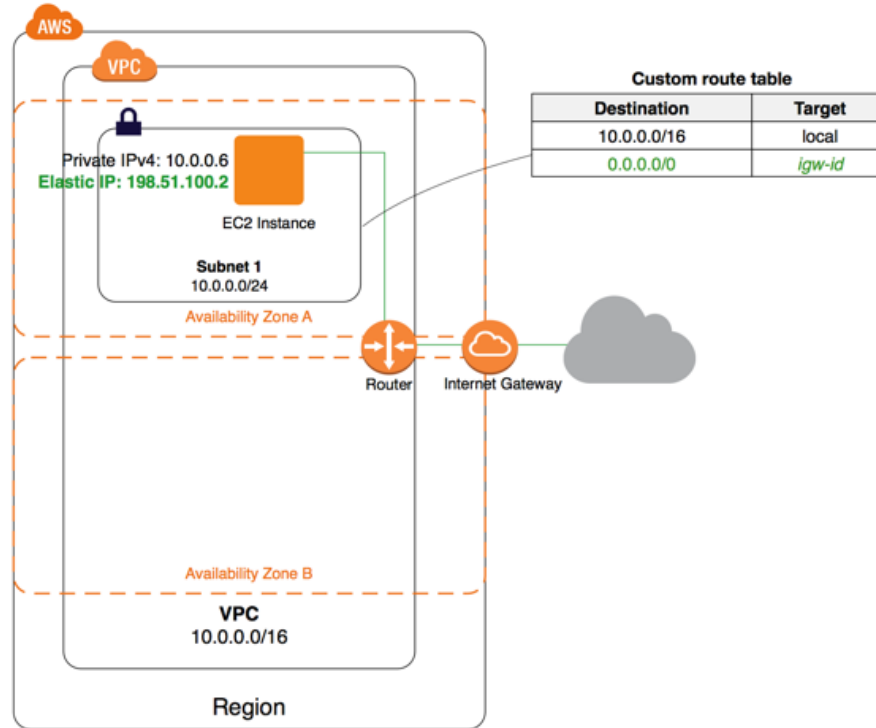 AWS
VPC
Custom route table
Destination Target
10.0.0.0/16 local
0.0.0.0/0 igw-id
Private IPv4: 10.0.0.6
Elastic IP: 198.51.100.2
EC2 Instance
Subnet 1
10.0.0.0/24
Availability Zone A
Router
Internet Gateway
Availability Zone B
VPC
10.0.0.0/16
Region